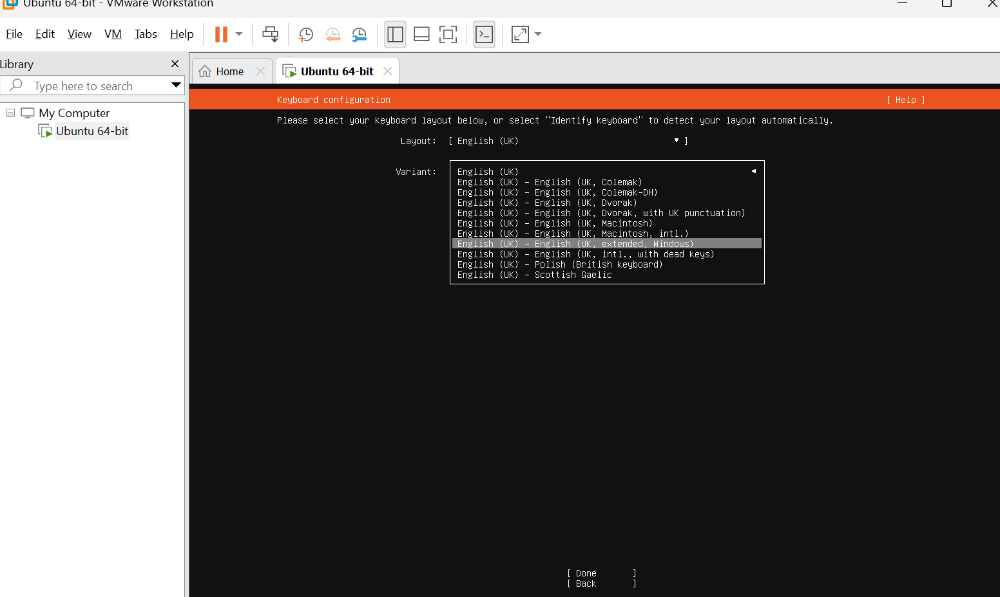 Ubuntu 64-bit - VMware Workstation
File Edit View VM Tabs Help
Library
Home
Ubuntu 64-bit
Type here to search
My Computer
Ubuntu 64-bit
Keyboard configuration [ Help ]
Please select your keyboard layout below, or select "Identify keyboard" to detect your layout automatically.
Layout: [ English (UK) ▾ ]
Variant: English (UK) ◂
English (UK) - English (UK, Colemak)
English (UK) - English (UK, Colemak-DH)
English (UK) - English (UK, Dvorak)
English (UK) - English (UK, Dvorak, with UK punctuation)
English (UK) - English (UK, Macintosh)
English (UK) - English (UK, Macintosh, intl.)
English (UK) - English (UK, extended, Windows)
English (UK) - English (UK, intl., with dead keys)
English (UK) - Polish (British keyboard)
English (UK) - Scottish Gaelic
[ Done ]
[ Back ]